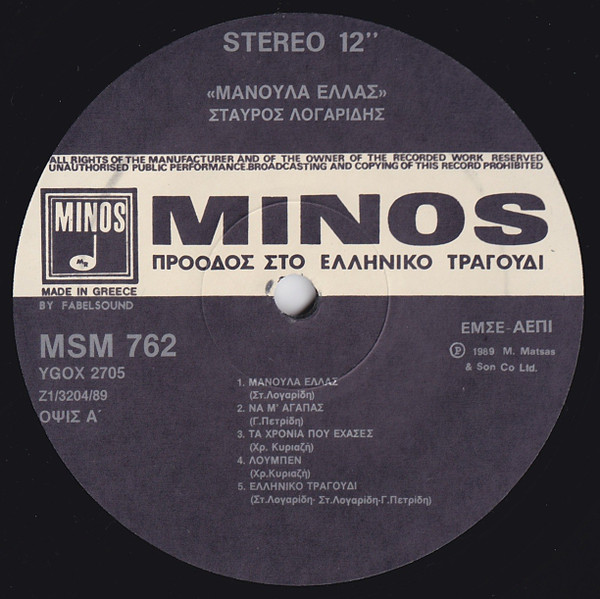 STEREO 12"
«ΜΑΝΟΥΛΑ ΕΛΛΑΣ»
ΣΤΑΥΡΟΣ ΛΟΓΑΡΙΔΗΣ
ALL RIGHTS OF THE MANUFACTURER AND OF THE OWNER OF THE RECORDED WORK RESERVED
UNAUTHORISED PUBLIC PERFORMANCE.BROADCASTING AND COPYING OF THIS RECORD PROHIBITED
MINOS
MINOS
ΠΡΟΟΔΟΣ ΣΤΟ ΕΛΛΗΝΙΚΟ ΤΡΑΓΟΥΔΙ
MADE IN GREECE
BY FABELSOUND
MSM 762
YGOX 2705
Z1/3204/89
ΟΨΙΣ Α΄
ΕΜΣΕ-ΑΕΠΙ
Ⓟ 1989 M. Matsas
& Son Co Ltd.
1. ΜΑΝΟΥΛΑ ΕΛΛΑΣ
(Στ.Λογαρίδη)
2. ΝΑ Μ' ΑΓΑΠΑΣ
(Γ.Πετρίδη)
3. ΤΑ ΧΡΟΝΙΑ ΠΟΥ ΕΧΑΣΕΣ
(Χρ. Κυριαζή)
4. ΛΟΥΜΠΕΝ
(Χρ.Κυριαζή)
5. ΕΛΛΗΝΙΚΟ ΤΡΑΓΟΥΔΙ
(Στ.Λογαρίδη- Στ.Λογαρίδη-Γ.Πετρίδη)